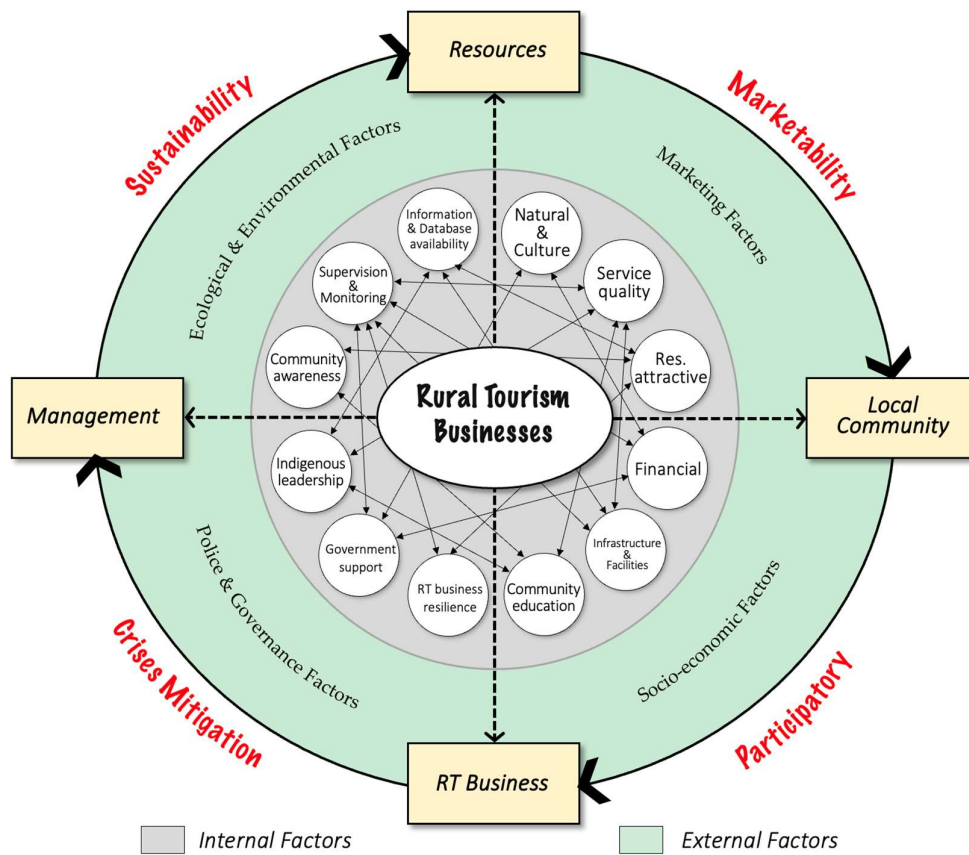 Resources
Sustainability
Marketability
Ecological & Environmental Factors
Marketing Factors
Information
& Database
availability
Natural
&
Culture
Supervision
&
Monitoring
Service
quality
Community
awareness
Res.
attractive
Rural Tourism
Businesses
Management
Local
Community
Indigenous
leadership
Financial
Government
support
Infrastructure
&
Facilities
RT business
resilience
Community
education
Police & Governance Factors
Socio-economic Factors
Crises Mitigation
Participatory
RT Business
Internal Factors
External Factors